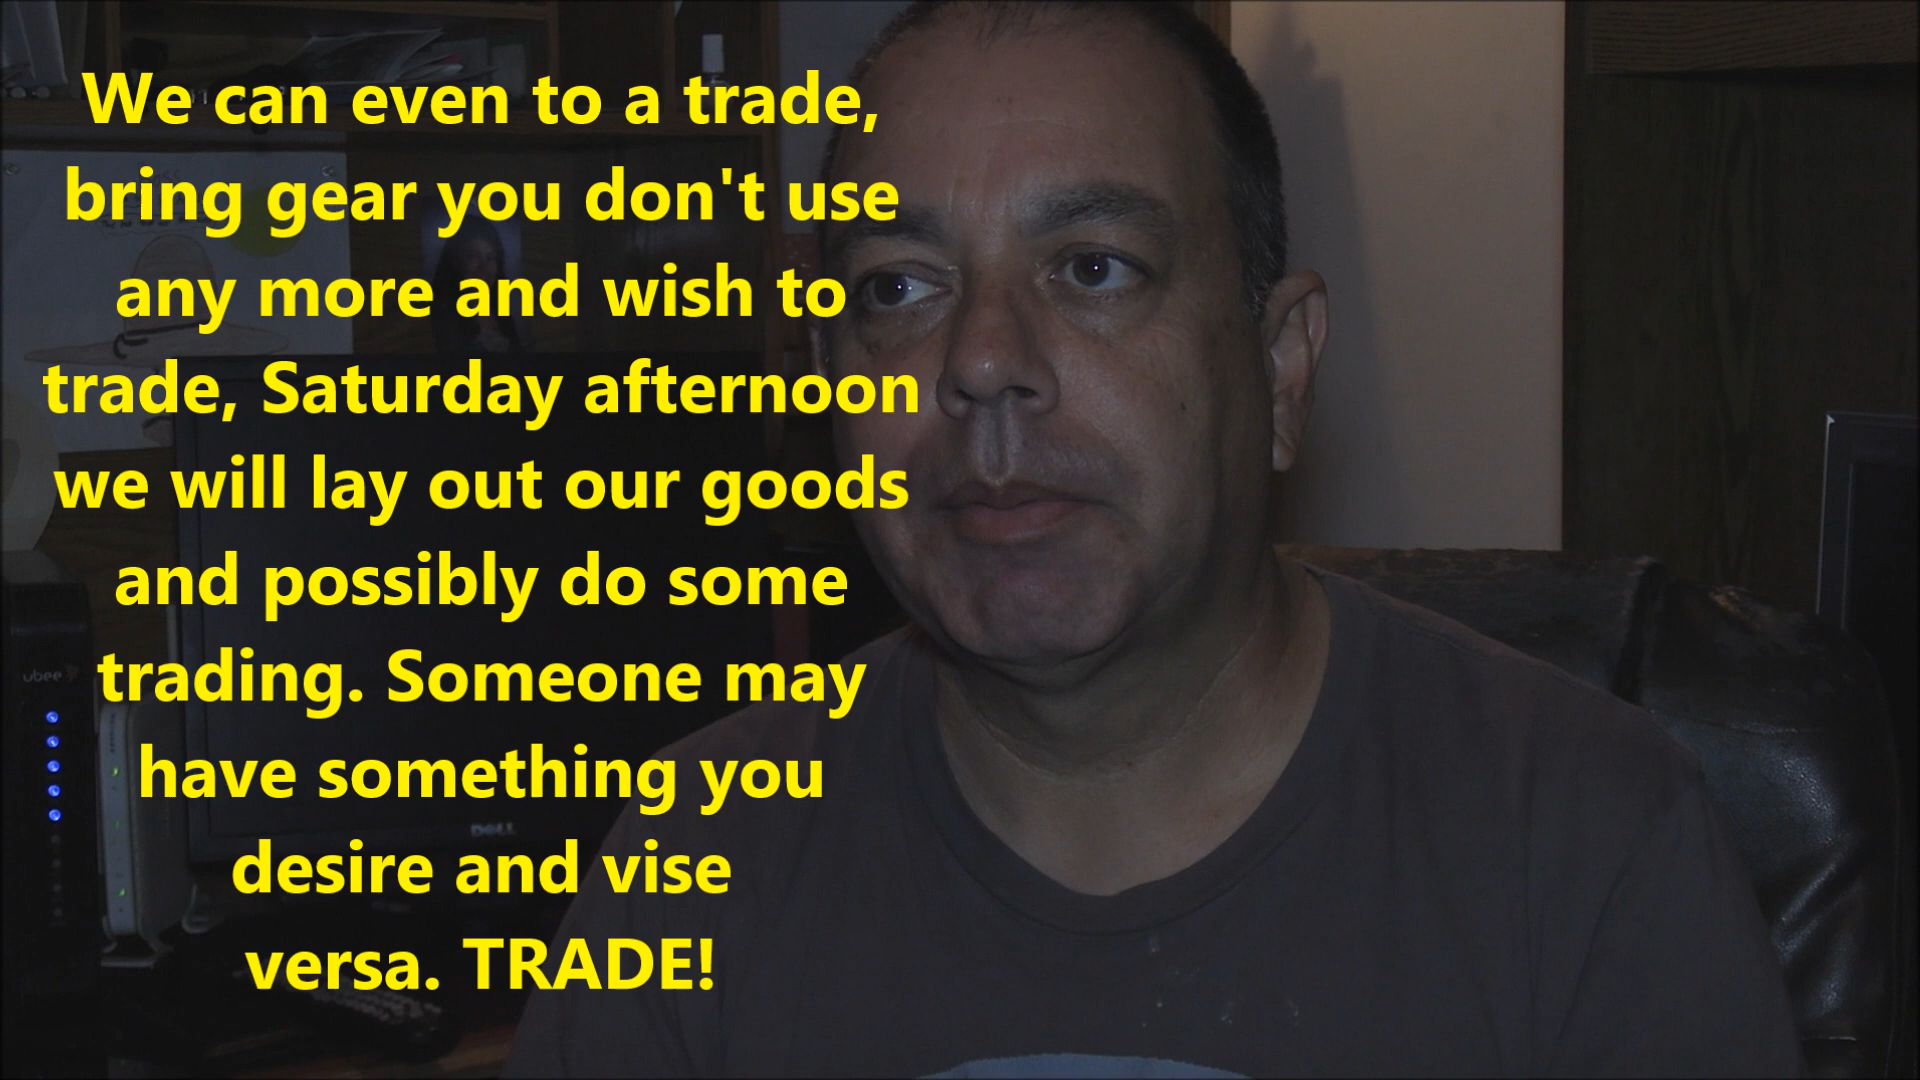 We can even to a trade,
bring gear you don't use
any more and wish to
trade, Saturday afternoon
we will lay out our goods
and possibly do some
trading. Someone may
have something you
desire and vise
versa. TRADE!
ubee
DELL